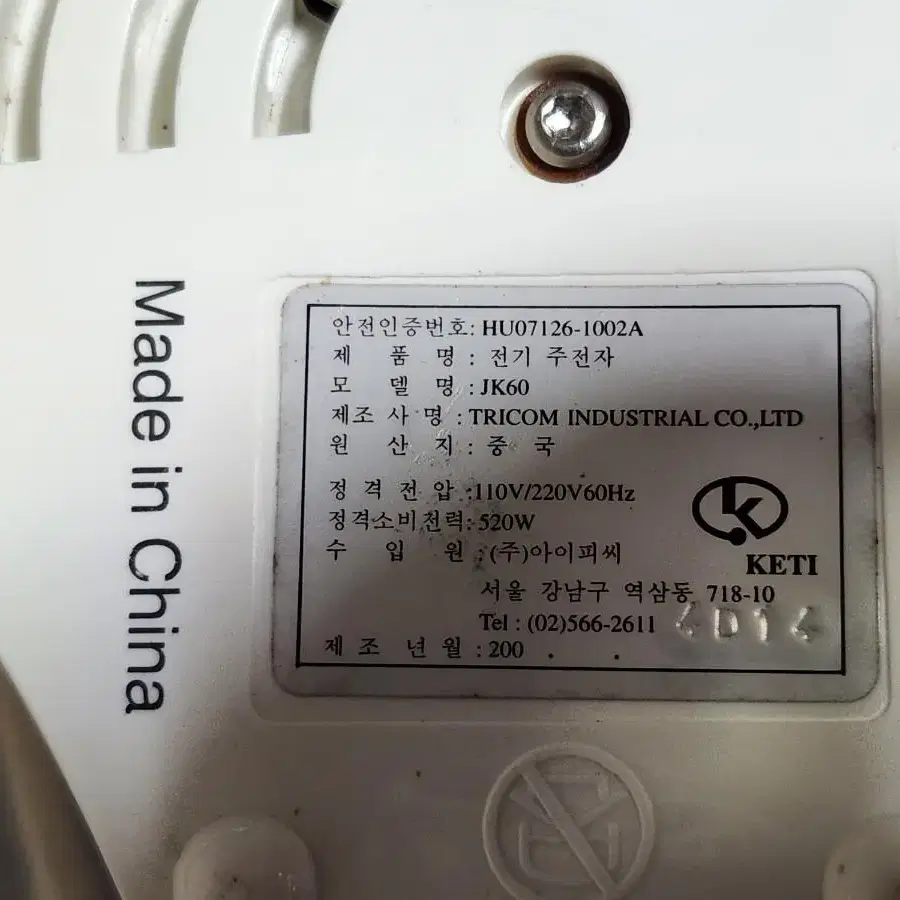 Made in China
안전인증번호: HU07126-1002A
제 품 명 : 전기 주전자
모 델 명 : JK60
제조 사 명 : TRICOM INDUSTRIAL CO.,LTD
원 산 지 : 중 국
정 격 전 압 :110V/220V60Hz
정격소비전력: 520W
수 입 원 : (주)아이피씨
서울 강남구 역삼동 718-10
Tel : (02)566-2611
제 조 년 월 : 200 . .
KETI